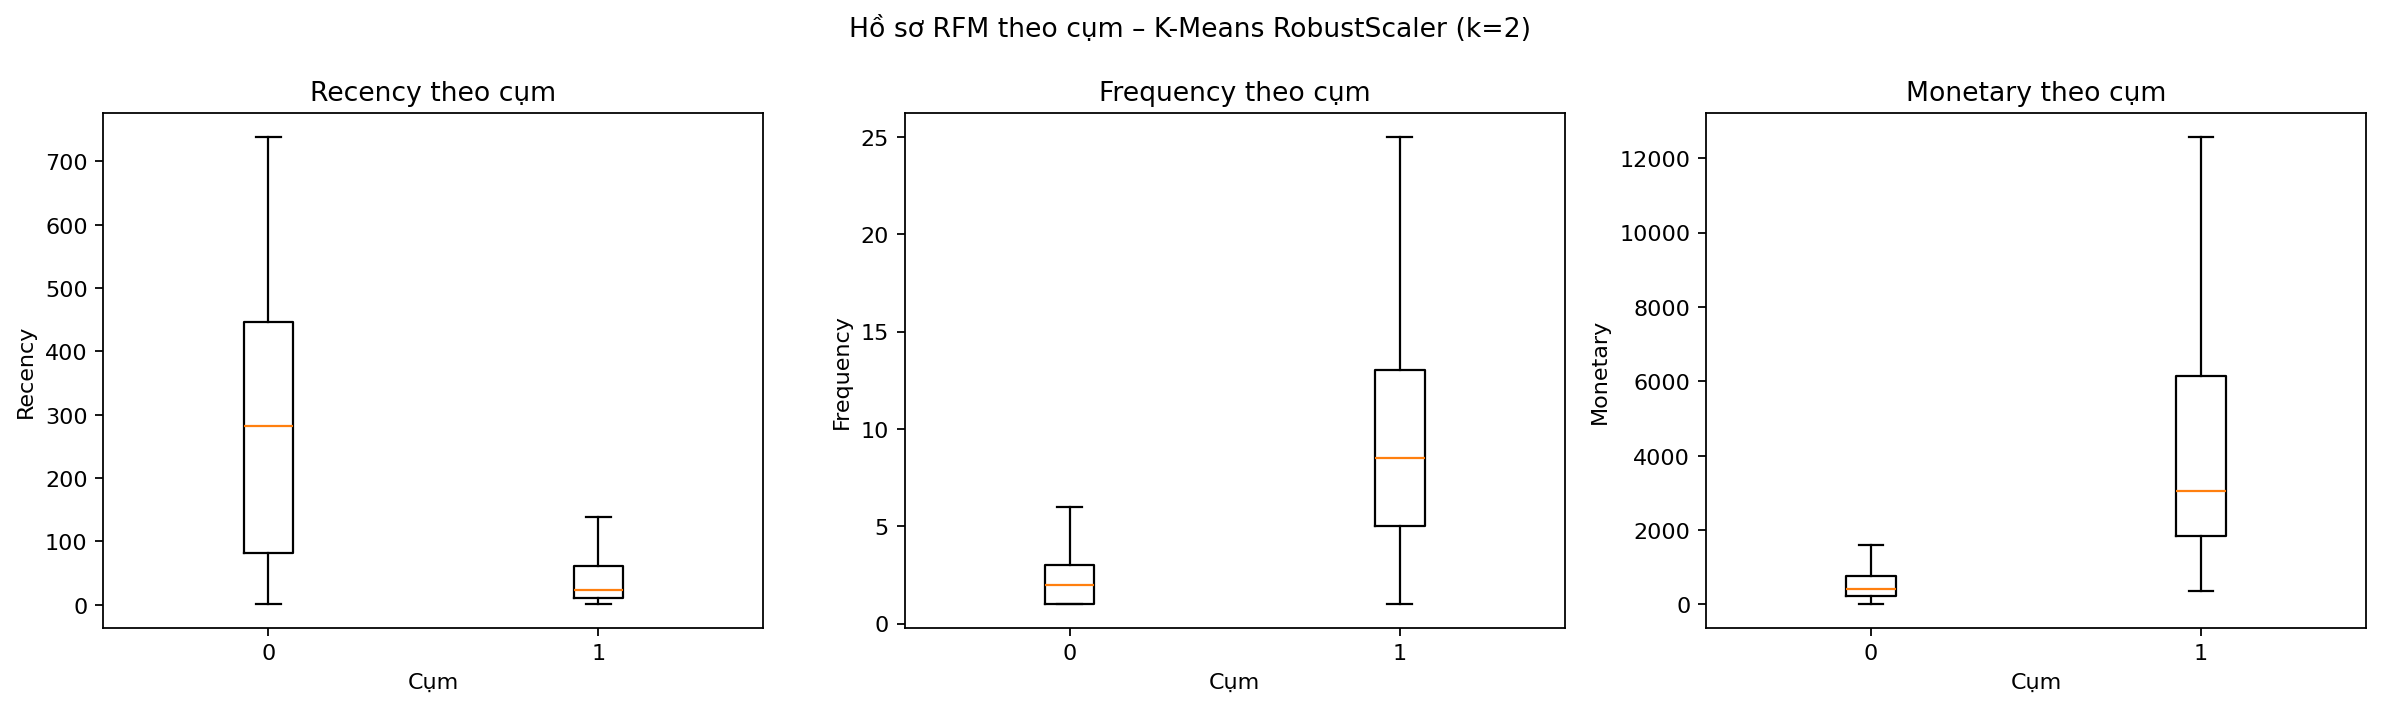 Hồ sơ RFM theo cụm – K-Means RobustScaler (k=2)
Recency theo cụm
Recency
700
600
500
400
300
200
100
0
0 1
Cụm
Frequency theo cụm
Frequency
25
20
15
10
5
0
0 1
Cụm
Monetary theo cụm
Monetary
12000
10000
8000
6000
4000
2000
0
0 1
Cụm